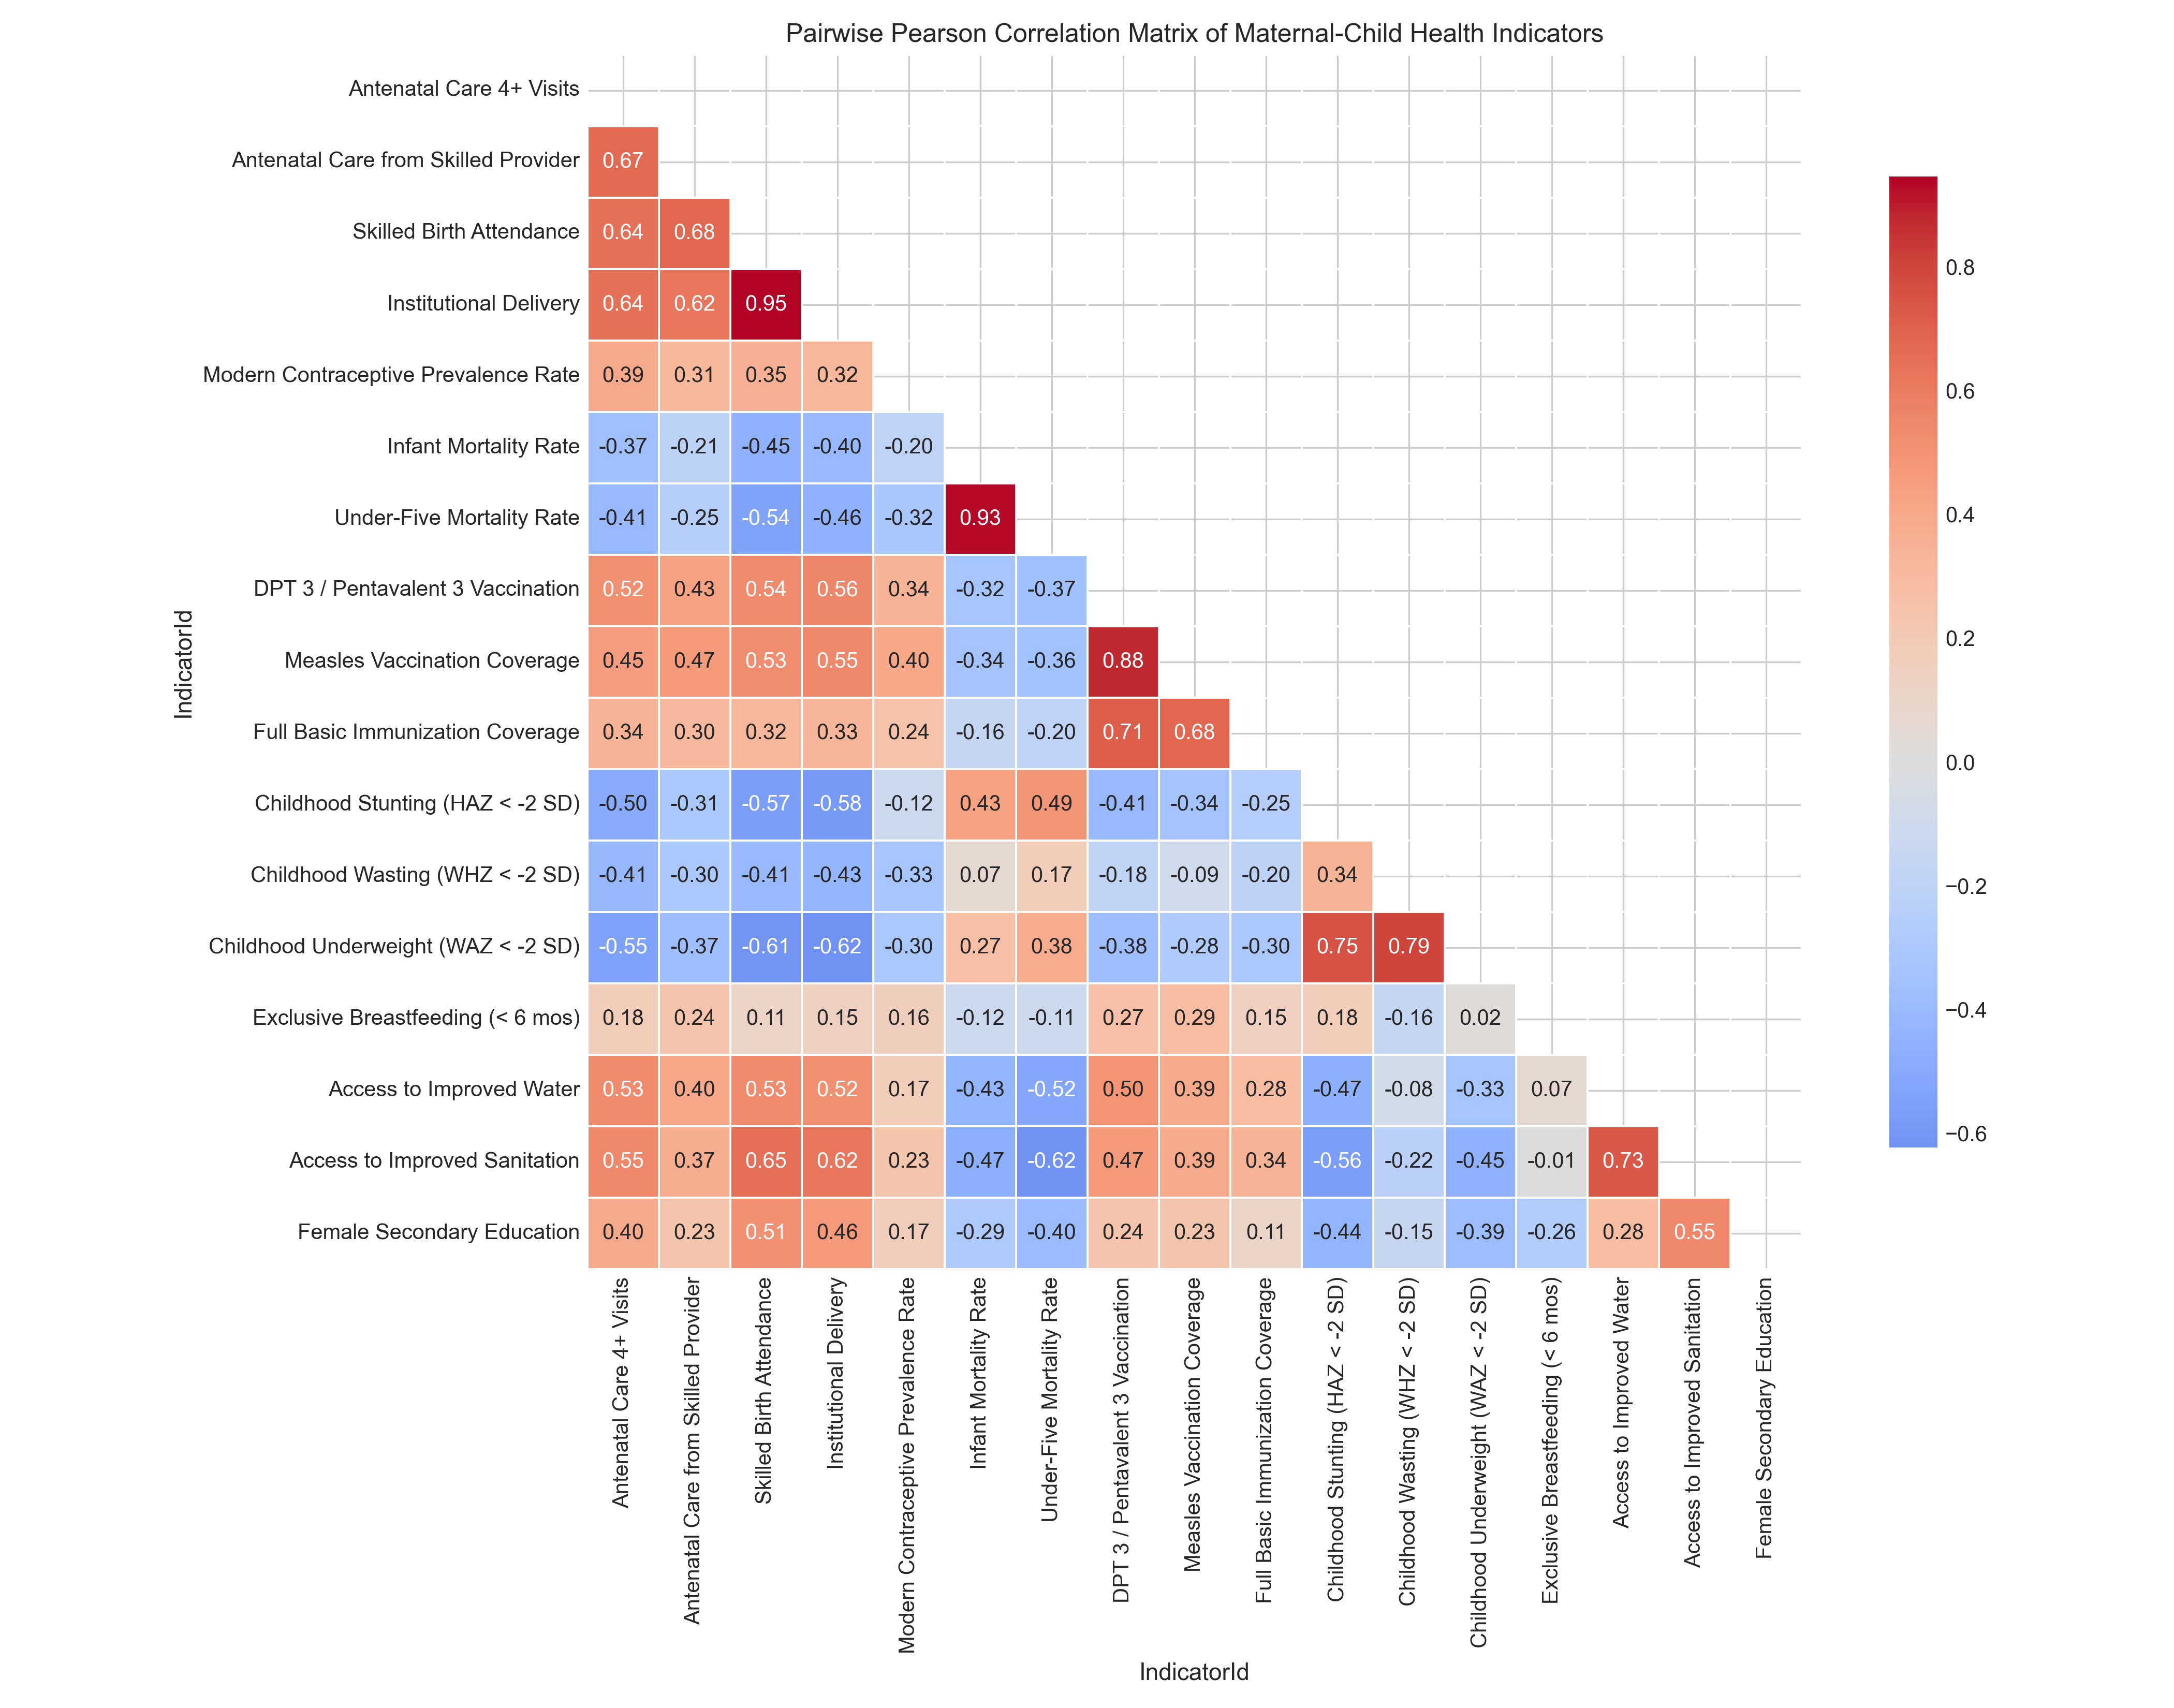 Pairwise Pearson Correlation Matrix of Maternal-Child Health Indicators
IndicatorId
Antenatal Care 4+ Visits
Antenatal Care from Skilled Provider 0.67
Skilled Birth Attendance 0.64 0.68
Institutional Delivery 0.64 0.62 0.95
Modern Contraceptive Prevalence Rate 0.39 0.31 0.35 0.32
Infant Mortality Rate -0.37 -0.21 -0.45 -0.40 -0.20
Under-Five Mortality Rate -0.41 -0.25 -0.54 -0.46 -0.32 0.93
DPT 3 / Pentavalent 3 Vaccination 0.52 0.43 0.54 0.56 0.34 -0.32 -0.37
Measles Vaccination Coverage 0.45 0.47 0.53 0.55 0.40 -0.34 -0.36 0.88
Full Basic Immunization Coverage 0.34 0.30 0.32 0.33 0.24 -0.16 -0.20 0.71 0.68
Childhood Stunting (HAZ < -2 SD) -0.50 -0.31 -0.57 -0.58 -0.12 0.43 0.49 -0.41 -0.34 -0.25
Childhood Wasting (WHZ < -2 SD) -0.41 -0.30 -0.41 -0.43 -0.33 0.07 0.17 -0.18 -0.09 -0.20 0.34
Childhood Underweight (WAZ < -2 SD) -0.55 -0.37 -0.61 -0.62 -0.30 0.27 0.38 -0.38 -0.28 -0.30 0.75 0.79
Exclusive Breastfeeding (< 6 mos) 0.18 0.24 0.11 0.15 0.16 -0.12 -0.11 0.27 0.29 0.15 0.18 -0.16 0.02
Access to Improved Water 0.53 0.40 0.53 0.52 0.17 -0.43 -0.52 0.50 0.39 0.28 -0.47 -0.08 -0.33 0.07
Access to Improved Sanitation 0.55 0.37 0.65 0.62 0.23 -0.47 -0.62 0.47 0.39 0.34 -0.56 -0.22 -0.45 -0.01 0.73
Female Secondary Education 0.40 0.23 0.51 0.46 0.17 -0.29 -0.40 0.24 0.23 0.11 -0.44 -0.15 -0.39 -0.26 0.28 0.55
Antenatal Care 4+ Visits
Antenatal Care from Skilled Provider
Skilled Birth Attendance
Institutional Delivery
Modern Contraceptive Prevalence Rate
Infant Mortality Rate
Under-Five Mortality Rate
DPT 3 / Pentavalent 3 Vaccination
Measles Vaccination Coverage
Full Basic Immunization Coverage
Childhood Stunting (HAZ < -2 SD)
Childhood Wasting (WHZ < -2 SD)
Childhood Underweight (WAZ < -2 SD)
Exclusive Breastfeeding (< 6 mos)
Access to Improved Water
Access to Improved Sanitation
Female Secondary Education
IndicatorId
0.8
0.6
0.4
0.2
0.0
−0.2
−0.4
−0.6